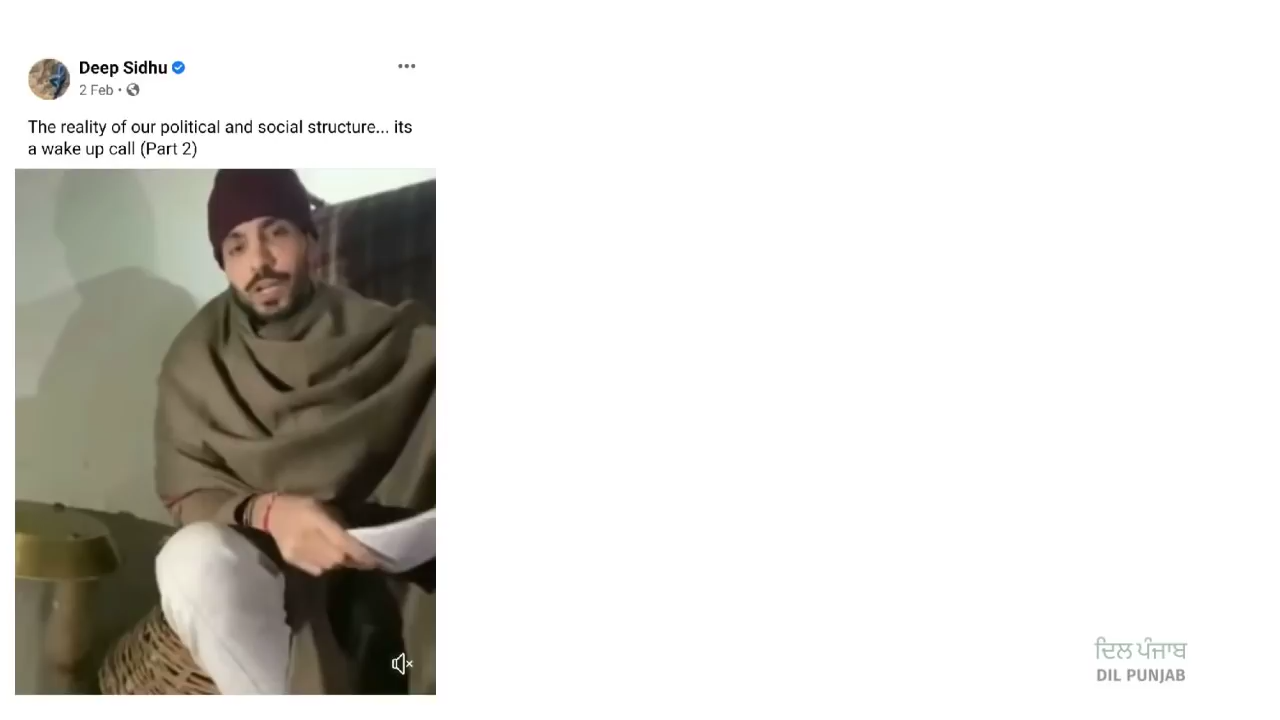 Deep Sidhu
2 Feb ·
The reality of our political and social structure... its
a wake up call (Part 2)
ਦਿਲ ਪੰਜਾਬ
DIL PUNJAB